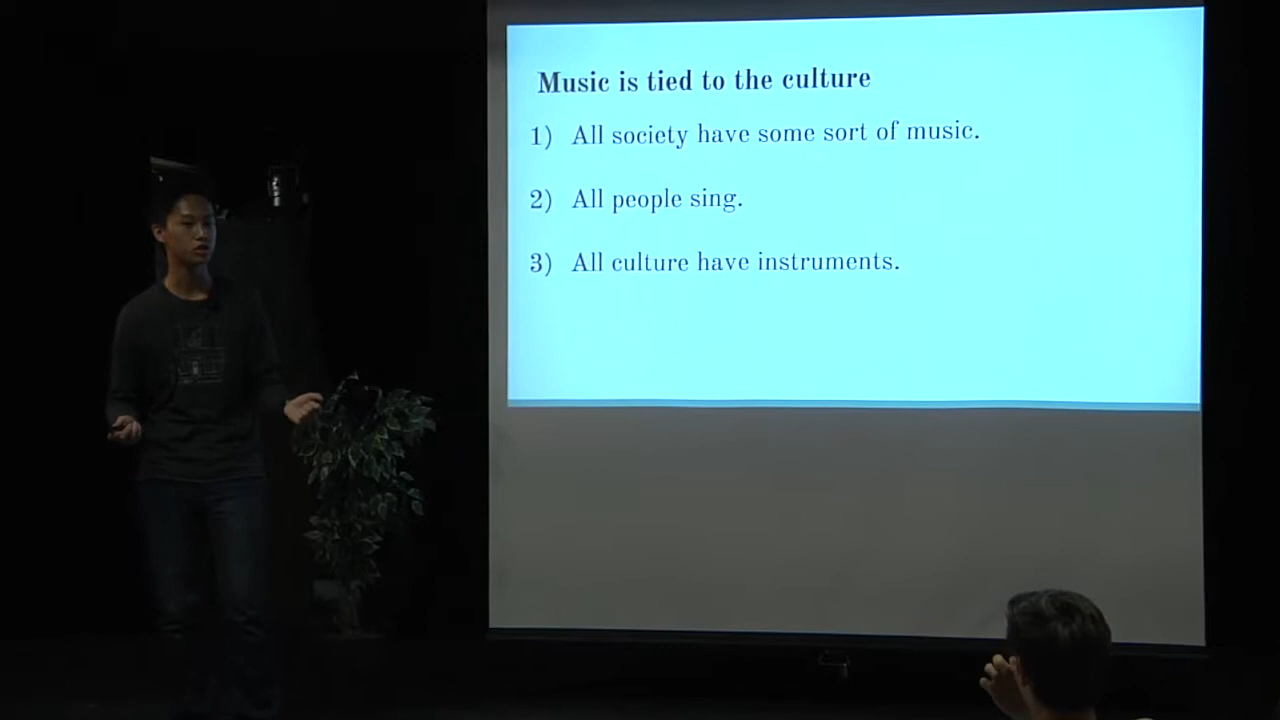 Music is tied to the culture
1) All society have some sort of music.
2) All people sing.
3) All culture have instruments.